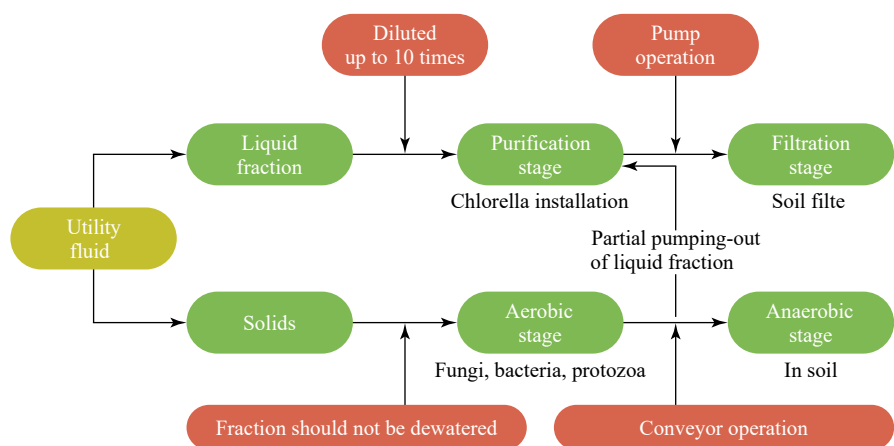 Diluted
up to 10 times
Pump
operation
Liquid
fraction
Purification
stage
Filtration
stage
Chlorella installation
Soil filte
Utility
fluid
Partial pumping-out
of liquid fraction
Solids
Aerobic
stage
Anaerobic
stage
Fungi, bacteria, protozoa
In soil
Fraction should not be dewatered
Conveyor operation